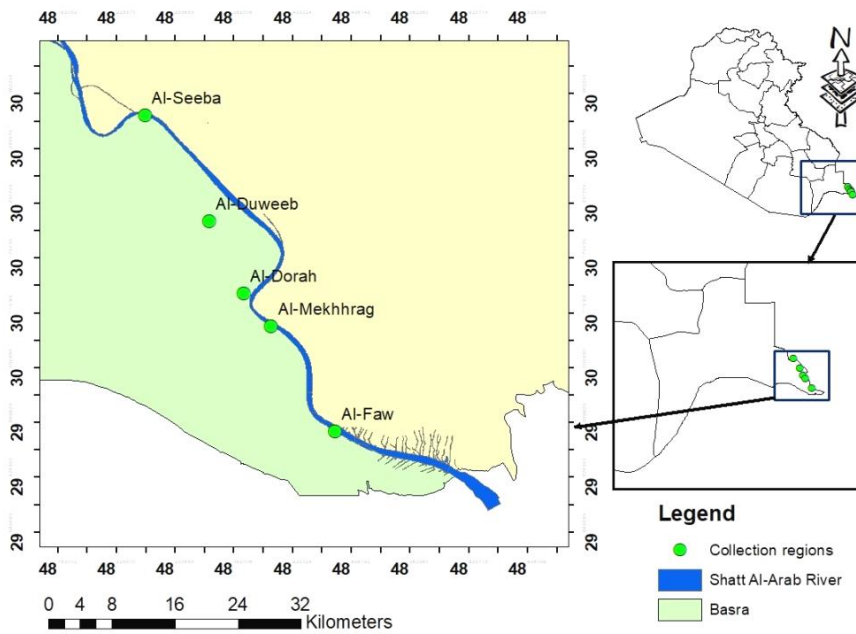 48 48 48 48 48 48 48 48 48
30
30
30
30
30
30
29
29
29
Al-Seeba
Al-Duweeb
Al-Dorah
Al-Mekhhrag
Al-Faw
30
30
30
30
30
30
29
29
29
48 48 48 48 48 48 48 48 48
0 4 8 16 24 32
Kilometers
N
Legend
Collection regions
Shatt Al-Arab River
Basra